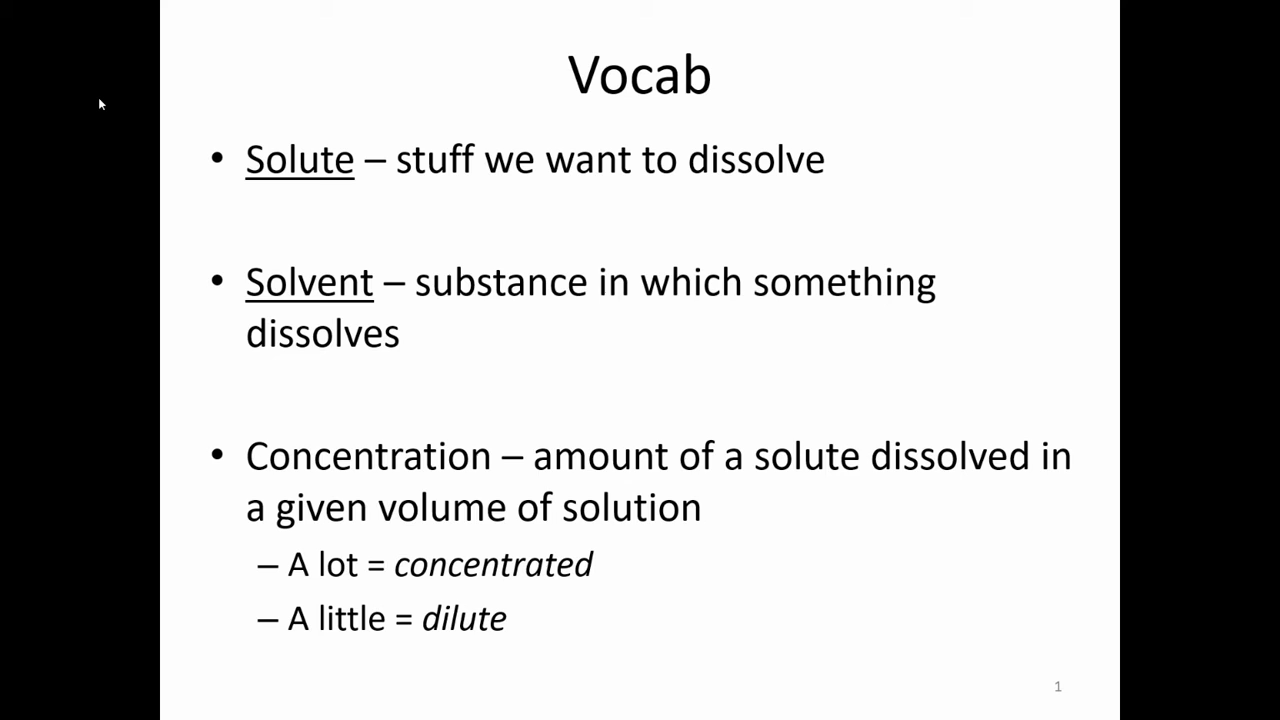 Vocab
• Solute – stuff we want to dissolve
• Solvent – substance in which something
dissolves
• Concentration – amount of a solute dissolved in
a given volume of solution
– A lot = concentrated
– A little = dilute
1